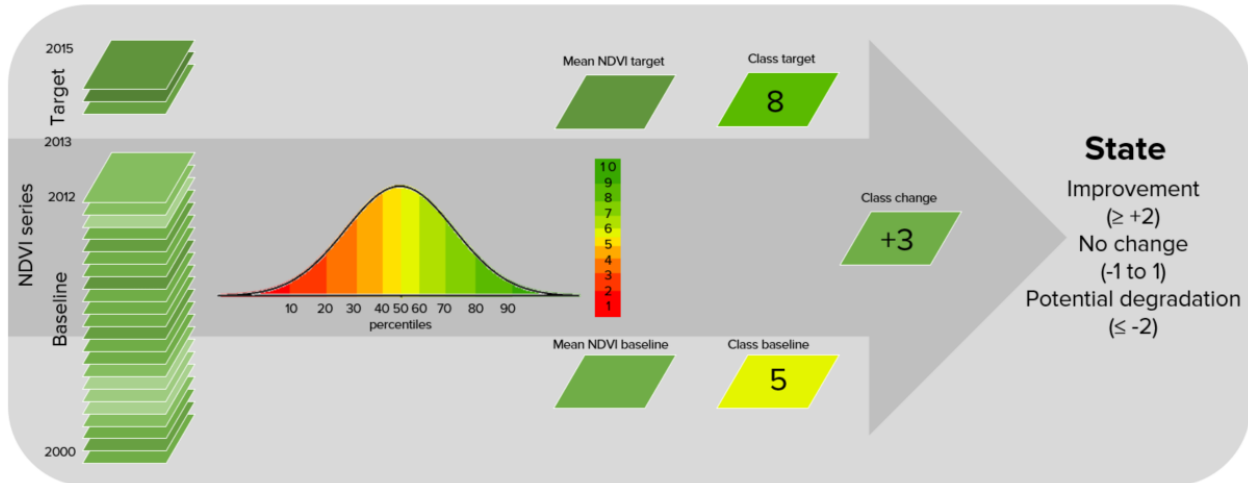 2015
Target
2013
NDVI series
2012
Baseline
2000
10 20 30 40 50 60 70 80 90
percentiles
10
9
8
7
6
5
4
3
2
1
Mean NDVI target
Class target
8
Mean NDVI baseline
Class baseline
5
Class change
+3
State
Improvement
(≥ +2)
No change
(-1 to 1)
Potential degradation
(≤ -2)